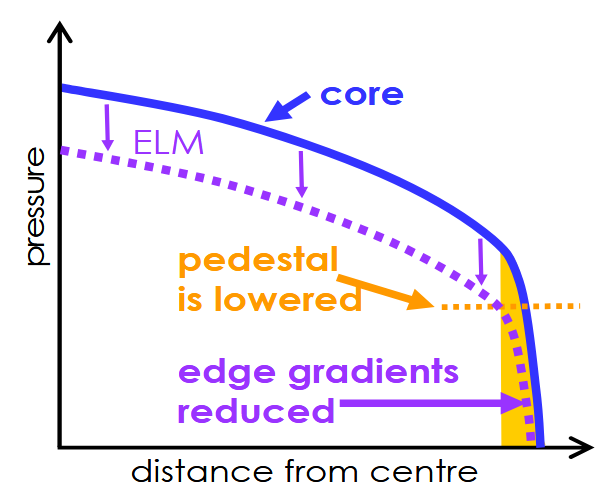 core
ELM
pressure
pedestal
is lowered
edge gradients
reduced
distance from centre